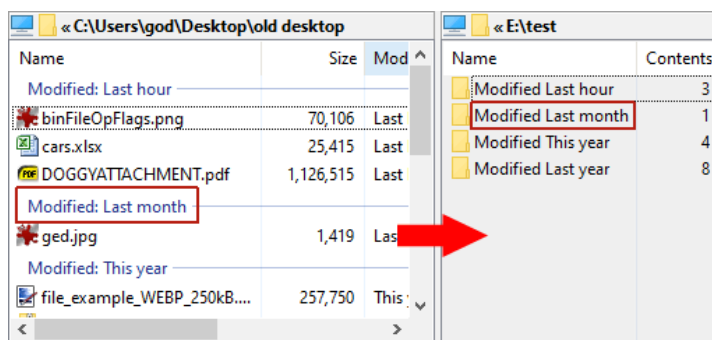 « C:\Users\god\Desktop\old desktop
Name Size Mod
Modified: Last hour
binFileOpFlags.png 70,106 Last
cars.xlsx 25,415 Last
PDF DOGGYATTACHMENT.pdf 1,126,515 Last
Modified: Last month
ged.jpg 1,419 Las
Modified: This year
file_example_WEBP_250kB.... 257,750 This
« E:\test
Name Contents
Modified Last hour 3
Modified Last month 1
Modified This year 4
Modified Last year 8